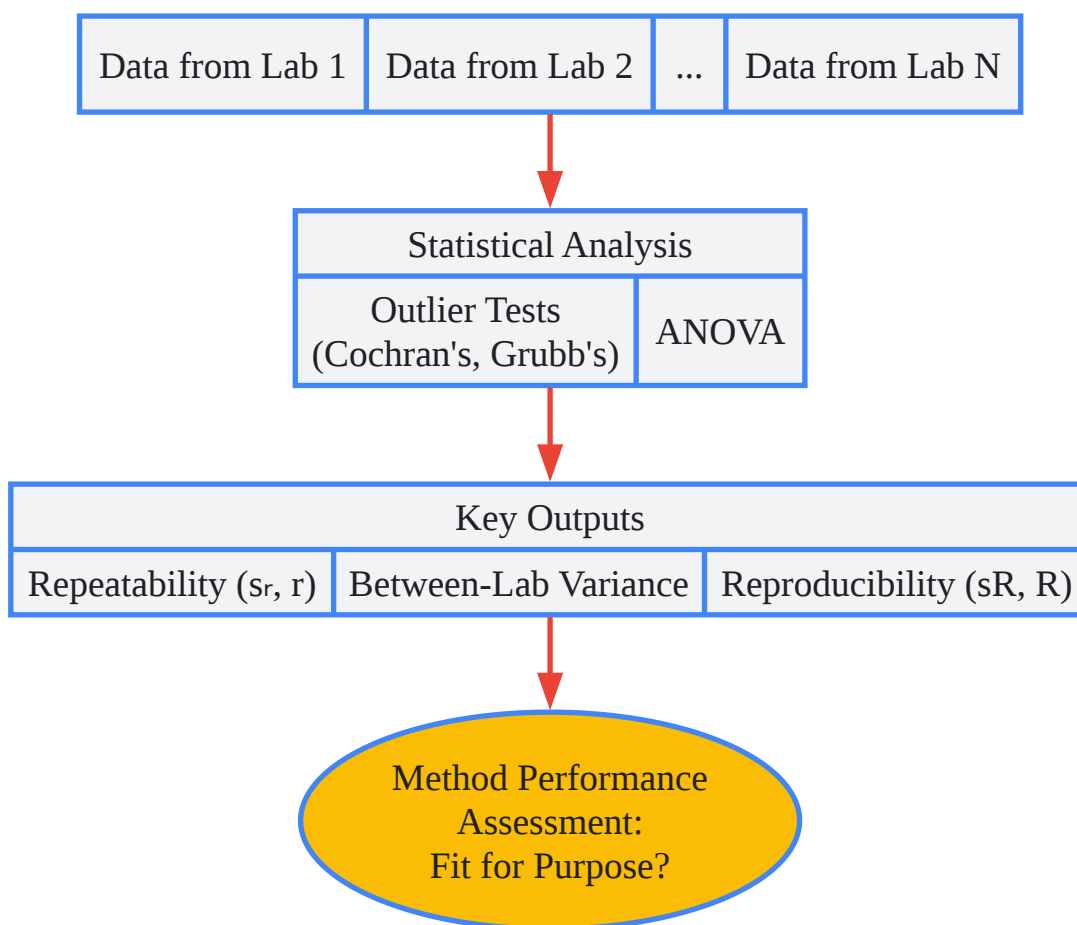 Data from Lab 1
Data from Lab 2
...
Data from Lab N
Statistical Analysis
Outlier Tests
(Cochran's, Grubb's)
ANOVA
Key Outputs
Repeatability (sᵣ, r)
Between-Lab Variance
Reproducibility (sR, R)
Method Performance
Assessment:
Fit for Purpose?